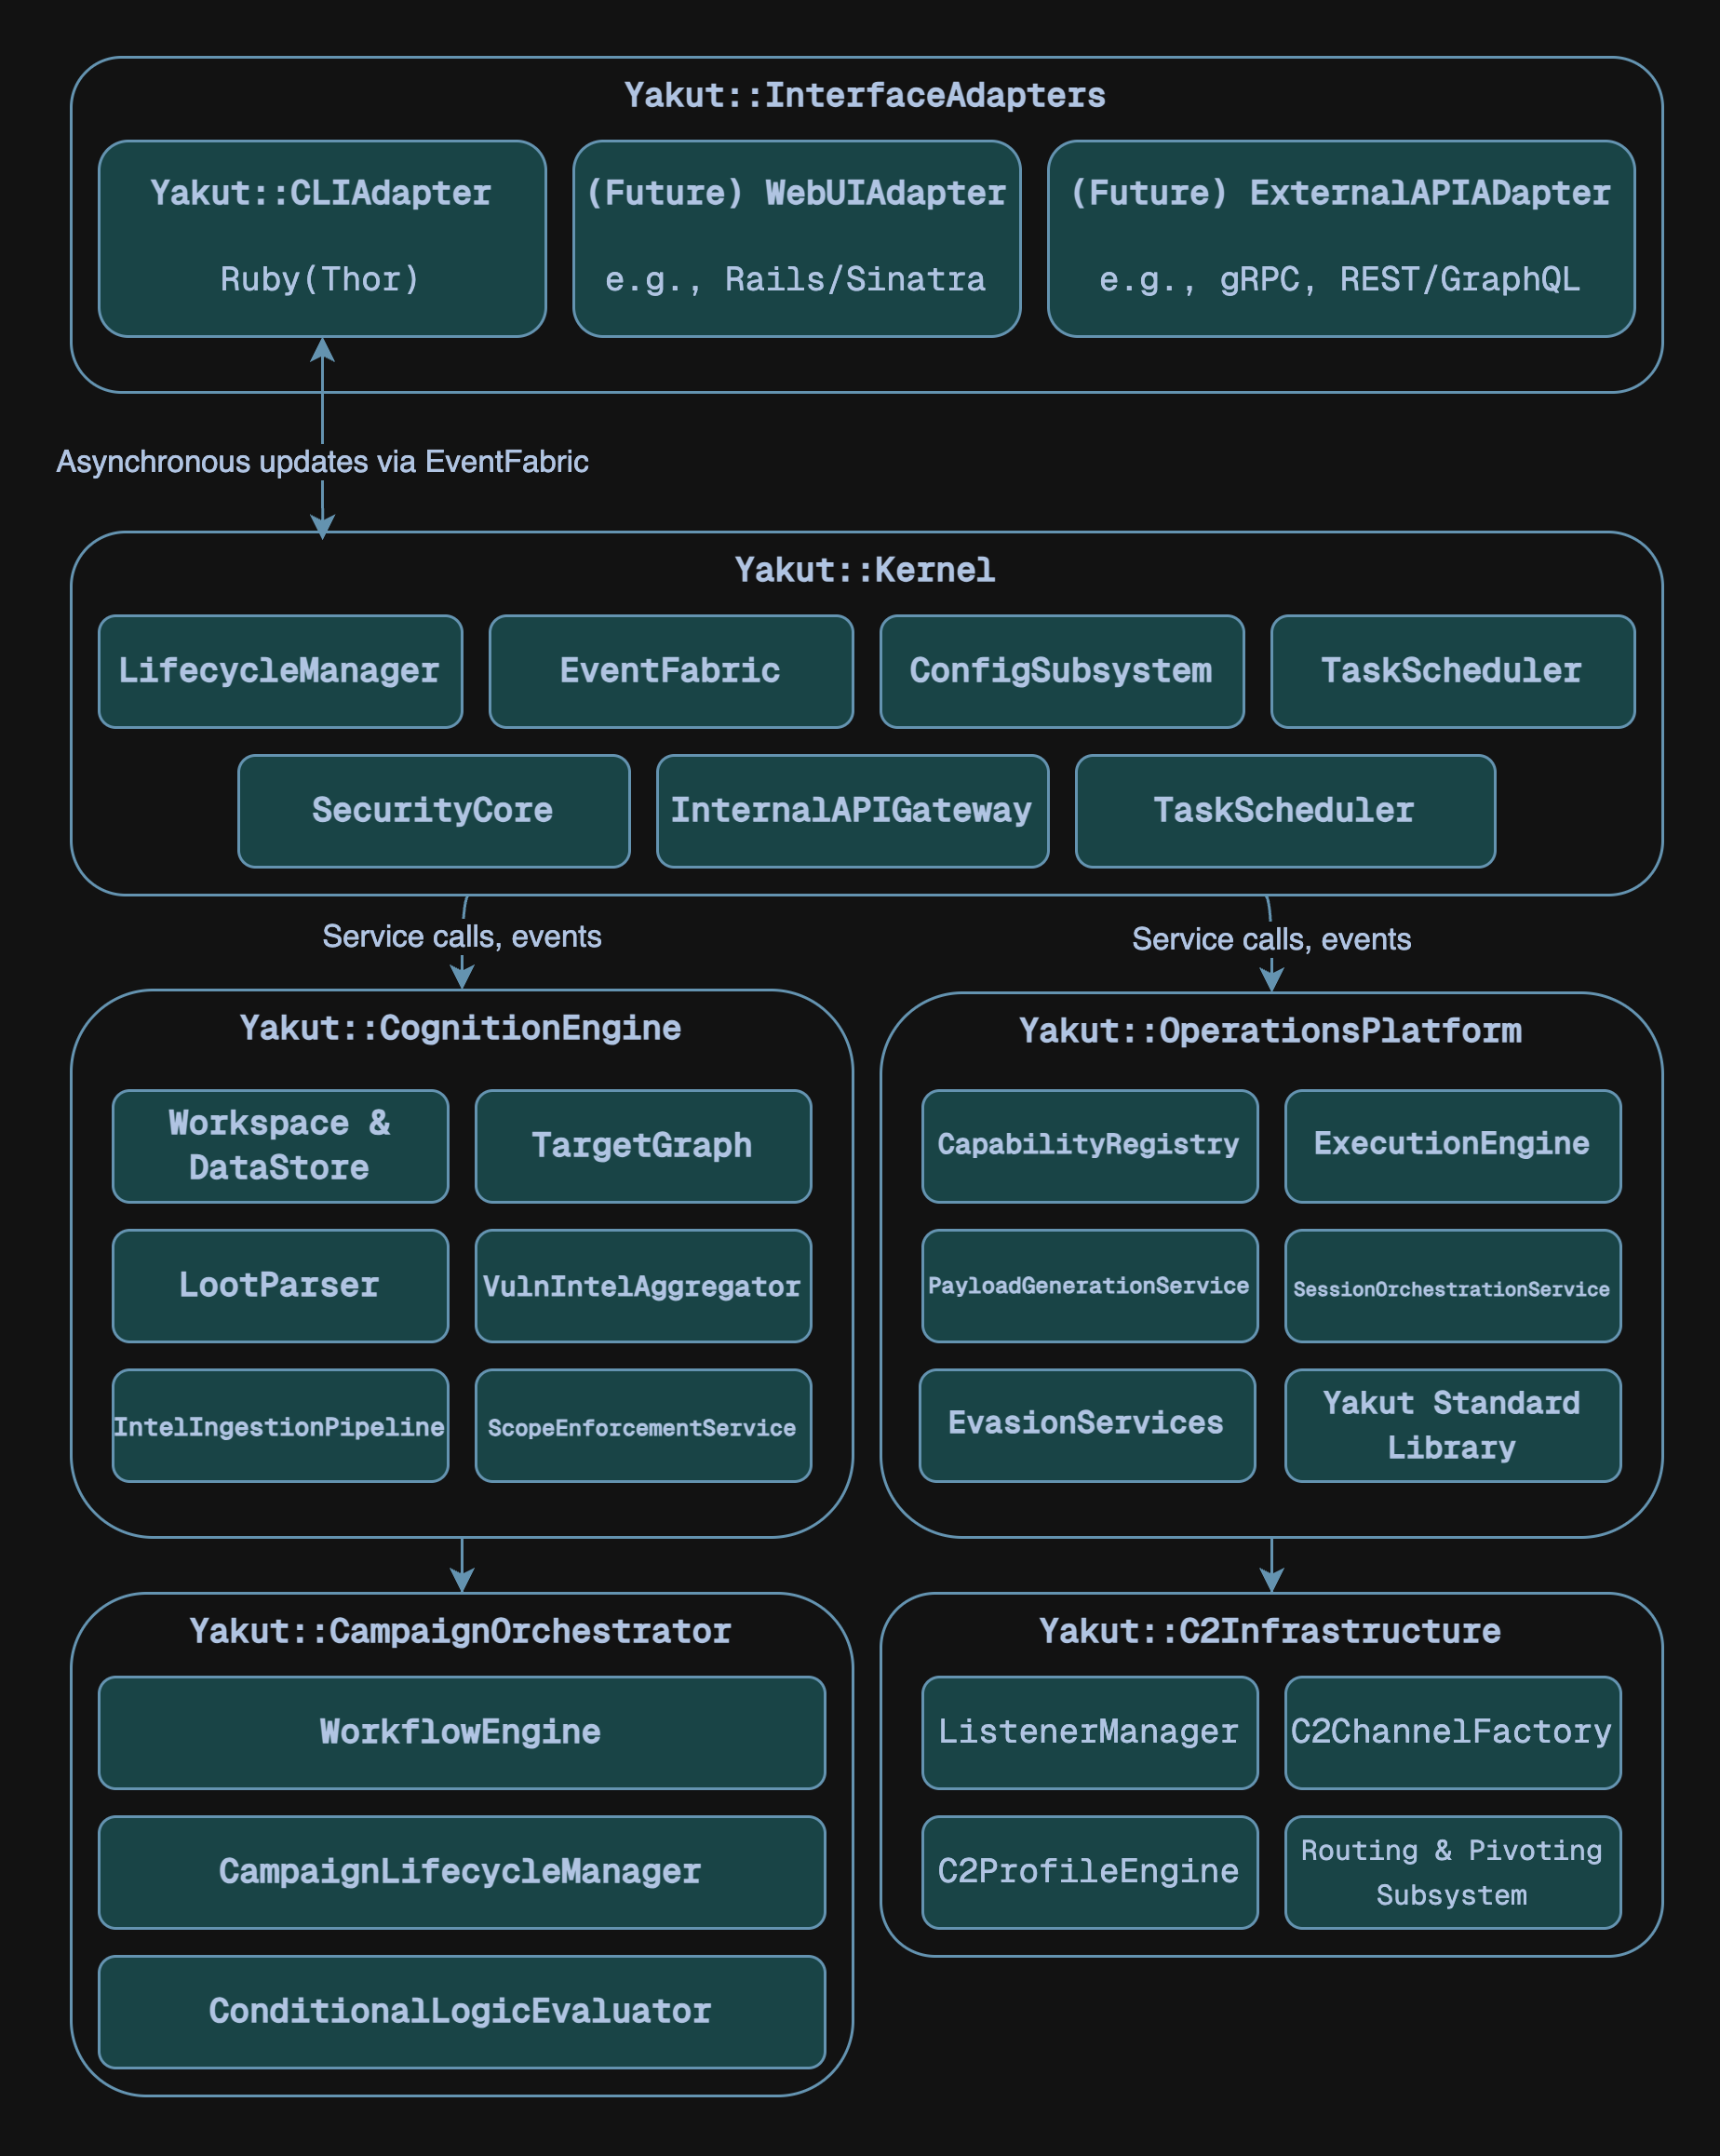 Yakut::InterfaceAdapters
Yakut::CLIAdapter
Ruby(Thor)
(Future) WebUIAdapter
e.g., Rails/Sinatra
(Future) ExternalAPIADapter
e.g., gRPC, REST/GraphQL
Asynchronous updates via EventFabric
Yakut::Kernel
LifecycleManager
EventFabric
ConfigSubsystem
TaskScheduler
SecurityCore
InternalAPIGateway
TaskScheduler
Service calls, events
Service calls, events
Yakut::CognitionEngine
Workspace &
DataStore
TargetGraph
LootParser
VulnIntelAggregator
IntelIngestionPipeline
ScopeEnforcementService
Yakut::OperationsPlatform
CapabilityRegistry
ExecutionEngine
PayloadGenerationService
SessionOrchestrationService
EvasionServices
Yakut Standard
Library
Yakut::CampaignOrchestrator
WorkflowEngine
CampaignLifecycleManager
ConditionalLogicEvaluator
Yakut::C2Infrastructure
ListenerManager
C2ChannelFactory
C2ProfileEngine
Routing & Pivoting
Subsystem